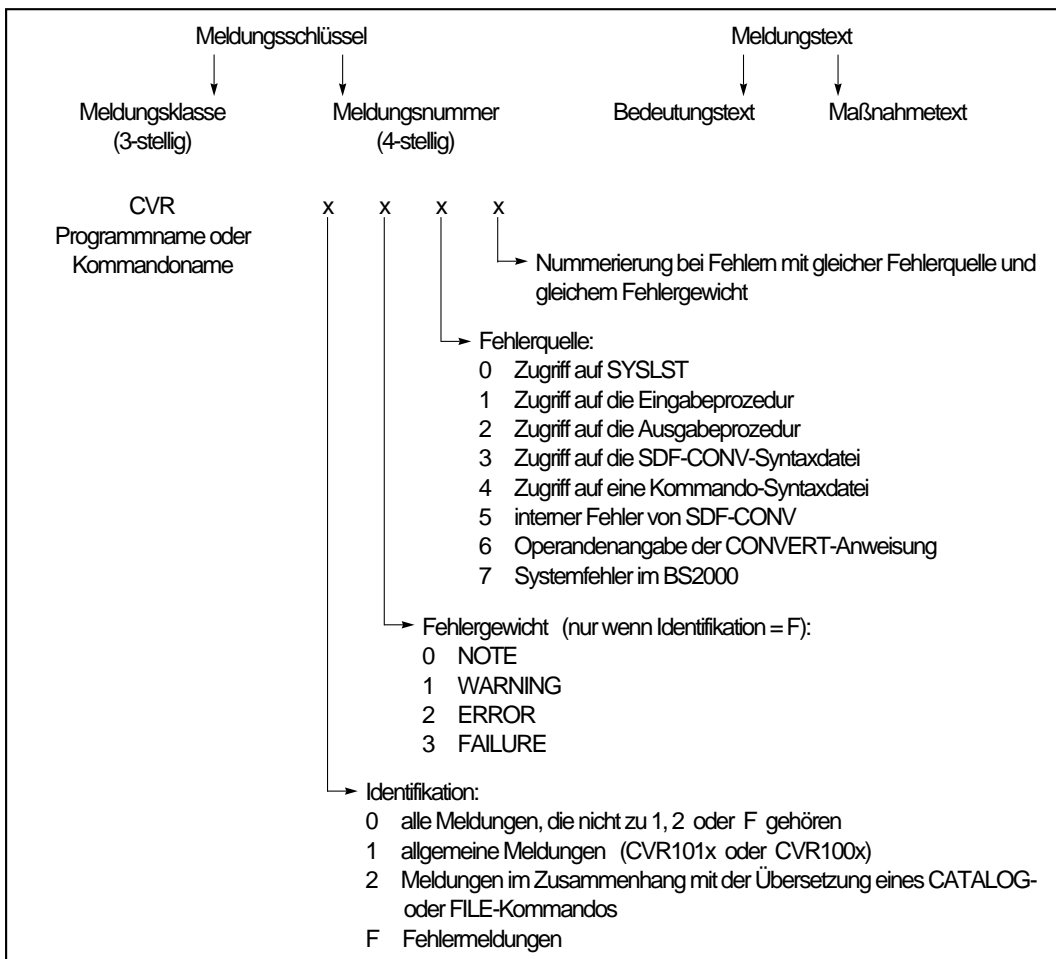 Meldungsschlüssel Meldungstext
Meldungsklasse Meldungsnummer Bedeutungstext Maßnahmetext
(3-stellig) (4-stellig)
CVR x x x x
Programmname oder
Kommandoname
Nummerierung bei Fehlern mit gleicher Fehlerquelle und
gleichem Fehlergewicht
Fehlerquelle:
0 Zugriff auf SYSLST
1 Zugriff auf die Eingabeprozedur
2 Zugriff auf die Ausgabeprozedur
3 Zugriff auf die SDF-CONV-Syntaxdatei
4 Zugriff auf eine Kommando-Syntaxdatei
5 interner Fehler von SDF-CONV
6 Operandenangabe der CONVERT-Anweisung
7 Systemfehler im BS2000
Fehlergewicht (nur wenn Identifikation = F):
0 NOTE
1 WARNING
2 ERROR
3 FAILURE
Identifikation:
0 alle Meldungen, die nicht zu 1, 2 oder F gehören
1 allgemeine Meldungen (CVR101x oder CVR100x)
2 Meldungen im Zusammenhang mit der Übersetzung eines CATALOG-
oder FILE-Kommandos
F Fehlermeldungen